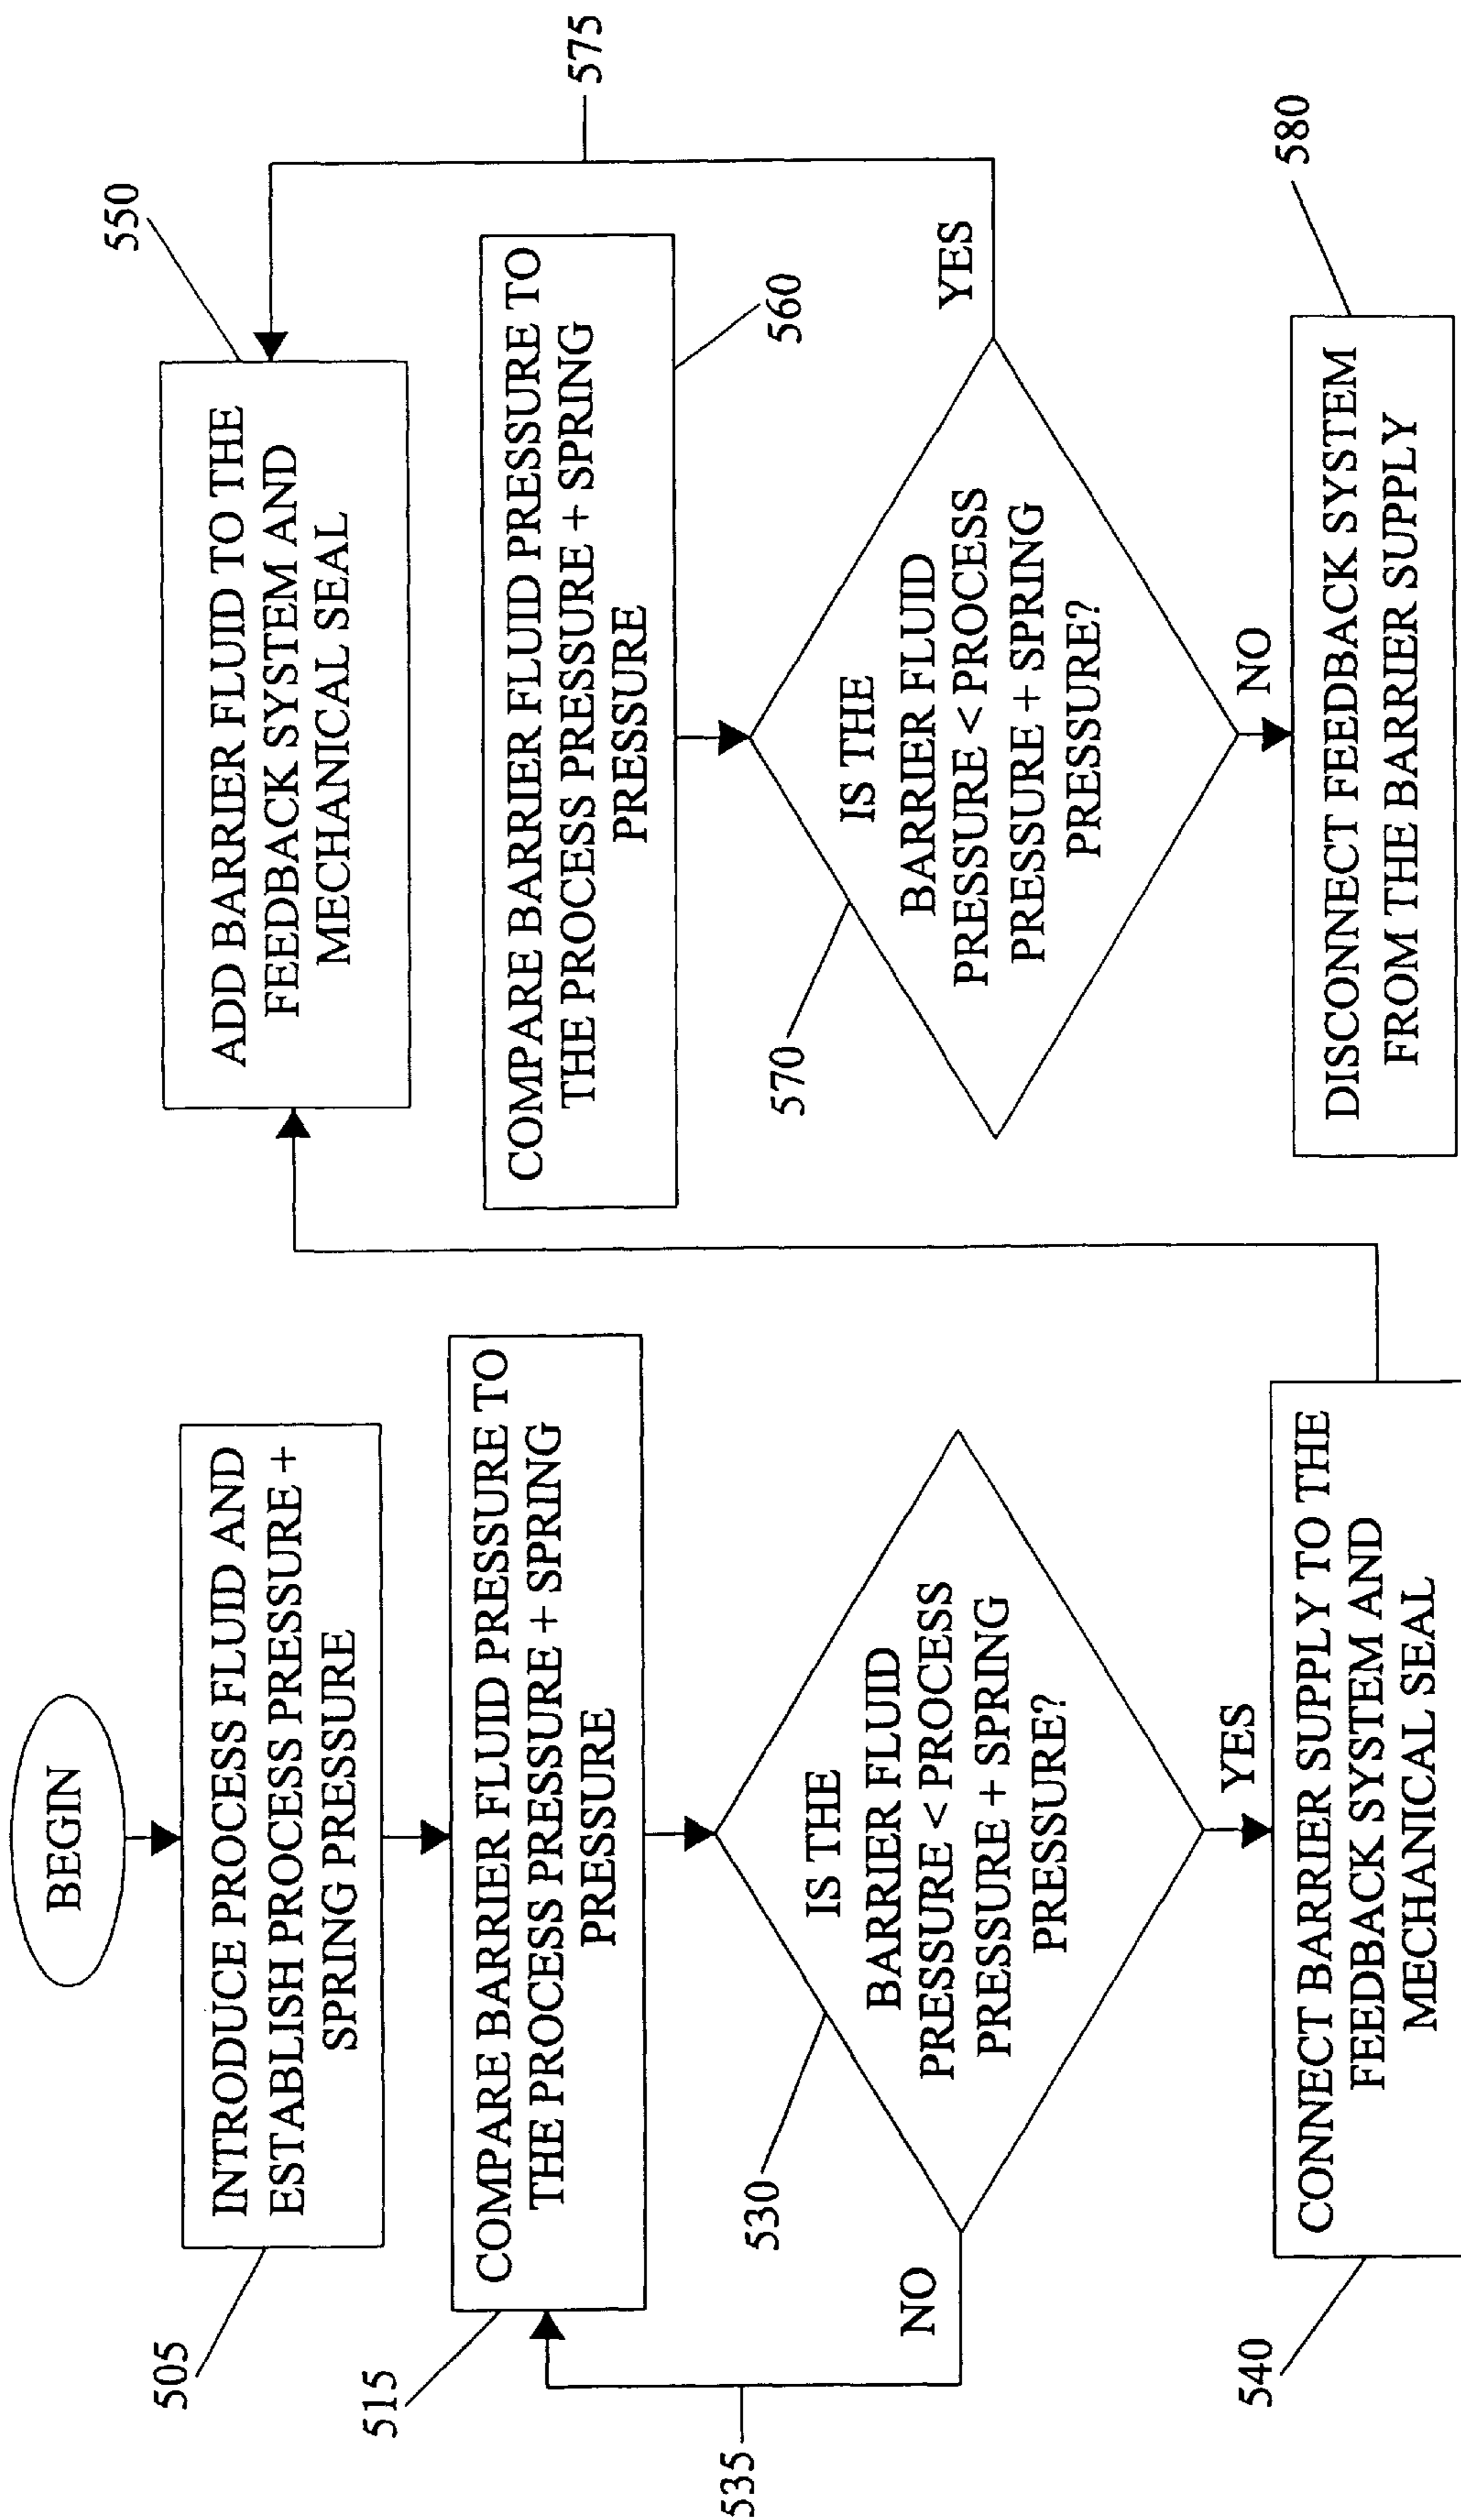 BEGIN
505
INTRODUCE PROCESS FLUID AND
ESTABLISH PROCESS PRESSURE +
SPRING PRESSURE
515
COMPARE BARRIER FLUID PRESSURE TO
THE PROCESS PRESSURE + SPRING
PRESSURE
530
IS THE
BARRIER FLUID
PRESSURE < PROCESS
PRESSURE + SPRING
PRESSURE?
NO
535
YES
540
CONNECT BARRIER SUPPLY TO THE
FEEDBACK SYSTEM AND
MECHANICAL SEAL
550
ADD BARRIER FLUID TO THE
FEEDBACK SYSTEM AND
MECHANICAL SEAL
575
COMPARE BARRIER FLUID PRESSURE TO
THE PROCESS PRESSURE + SPRING
PRESSURE
560
570
IS THE
BARRIER FLUID
PRESSURE < PROCESS
PRESSURE + SPRING
PRESSURE?
YES
NO
580
DISCONNECT FEEDBACK SYSTEM
FROM THE BARRIER SUPPLY